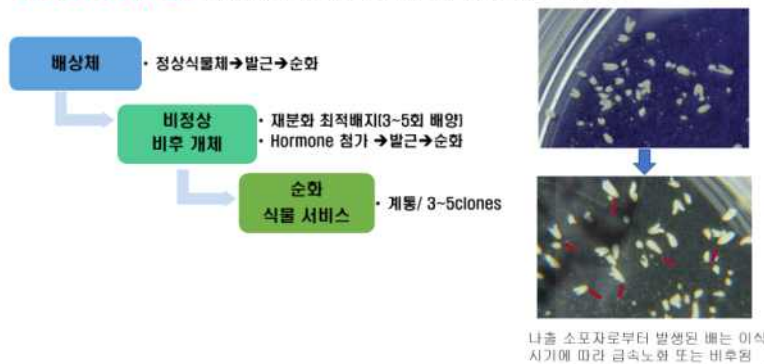 배상체
• 정상식물체→발근→순화
비정상
비후 개체
• 재분화 최적배지(3~5회 배양)
• Hormone 첨가 →발근→순화
순화
식물 서비스
• 계통/ 3~5clones
나출 소포자로부터 발생된 배는 이식
시기에 따라 급속노화 또는 비후됨